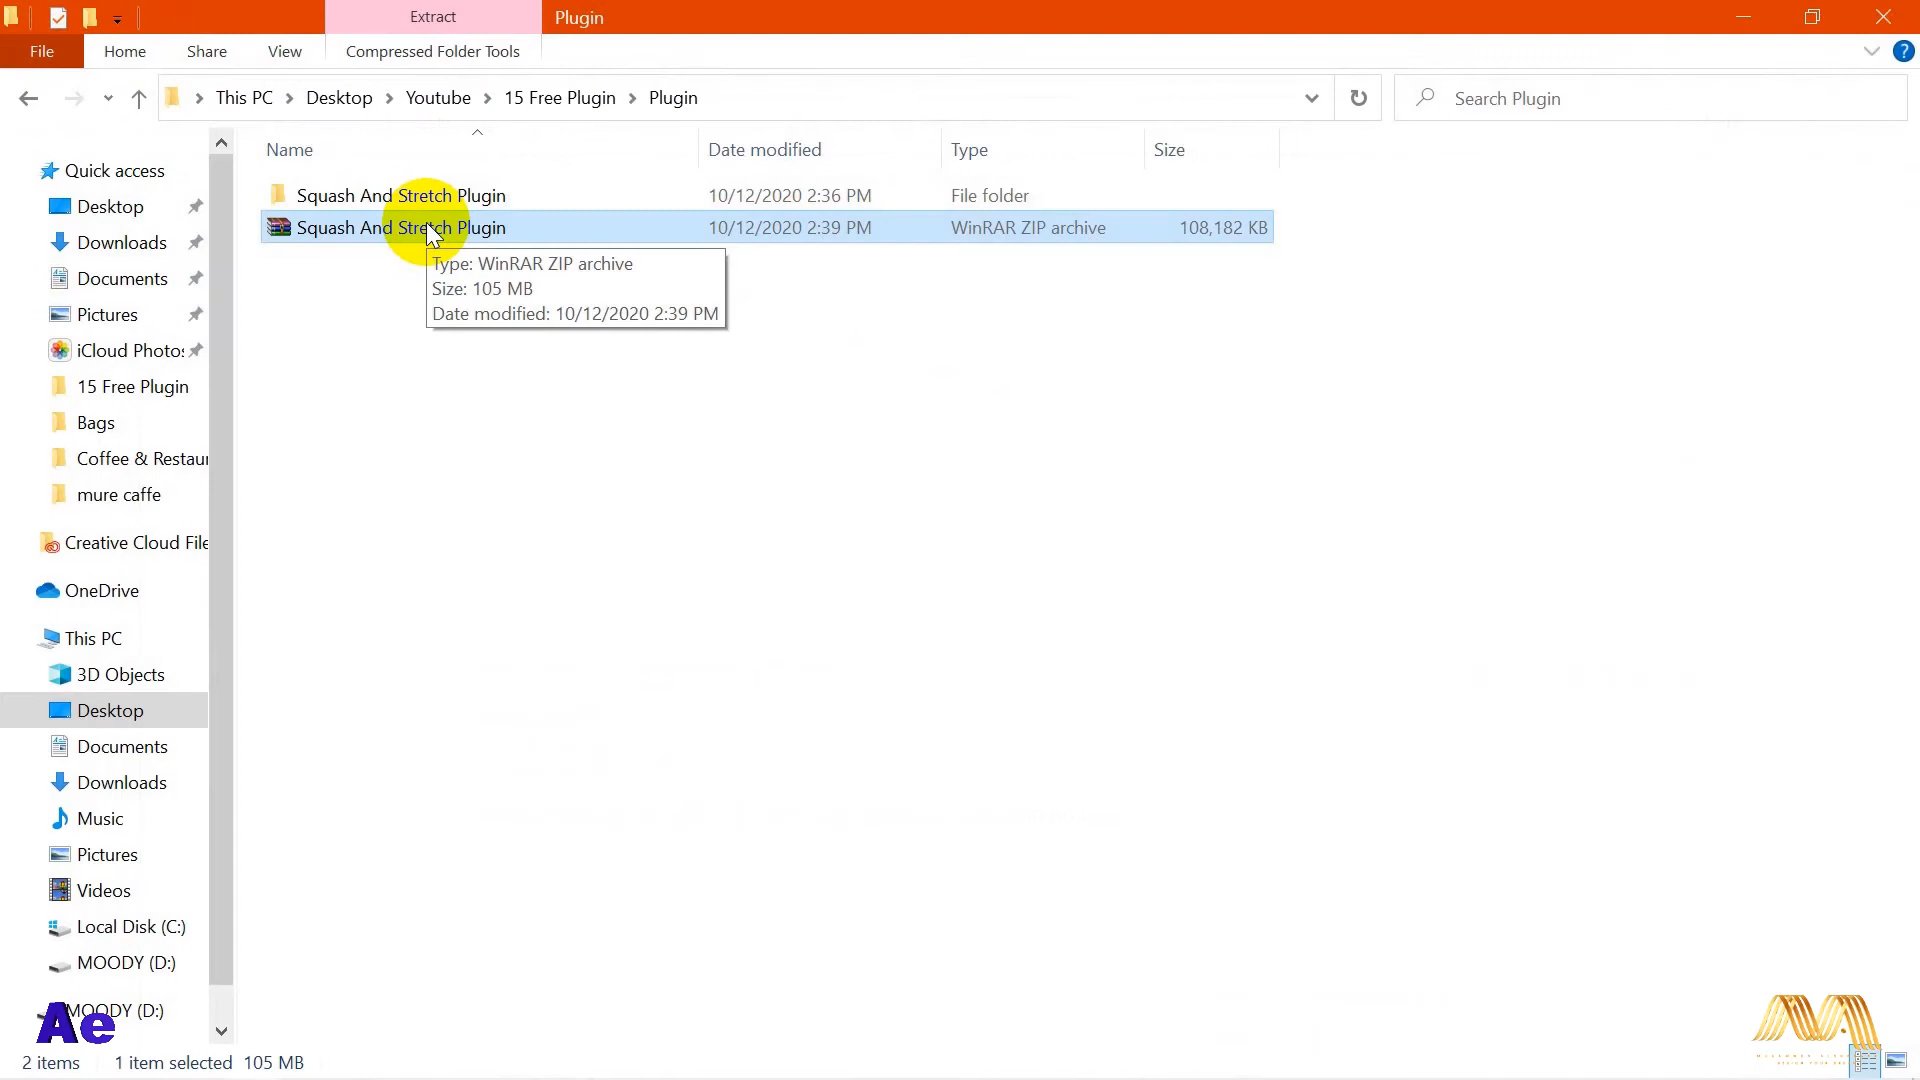 Extract
Plugin
File
Home
Share
View
Compressed Folder Tools
This PC
Desktop
Youtube
15 Free Plugin
Plugin
Search Plugin
Name
Date modified
Type
Size
Squash And Stretch Plugin
10/12/2020 2:36 PM
File folder
Squash And Stretch Plugin
10/12/2020 2:39 PM
WinRAR ZIP archive
108,182 KB
Type: WinRAR ZIP archive
Size: 105 MB
Date modified: 10/12/2020 2:39 PM
Quick access
Desktop
Downloads
Documents
Pictures
iCloud Photos
15 Free Plugin
Bags
Coffee & Restaur
mure caffe
Creative Cloud File
OneDrive
This PC
3D Objects
Desktop
Documents
Downloads
Music
Pictures
Videos
Local Disk (C:)
MOODY (D:)
MOODY (D:)
Ae
2 items
1 item selected
105 MB